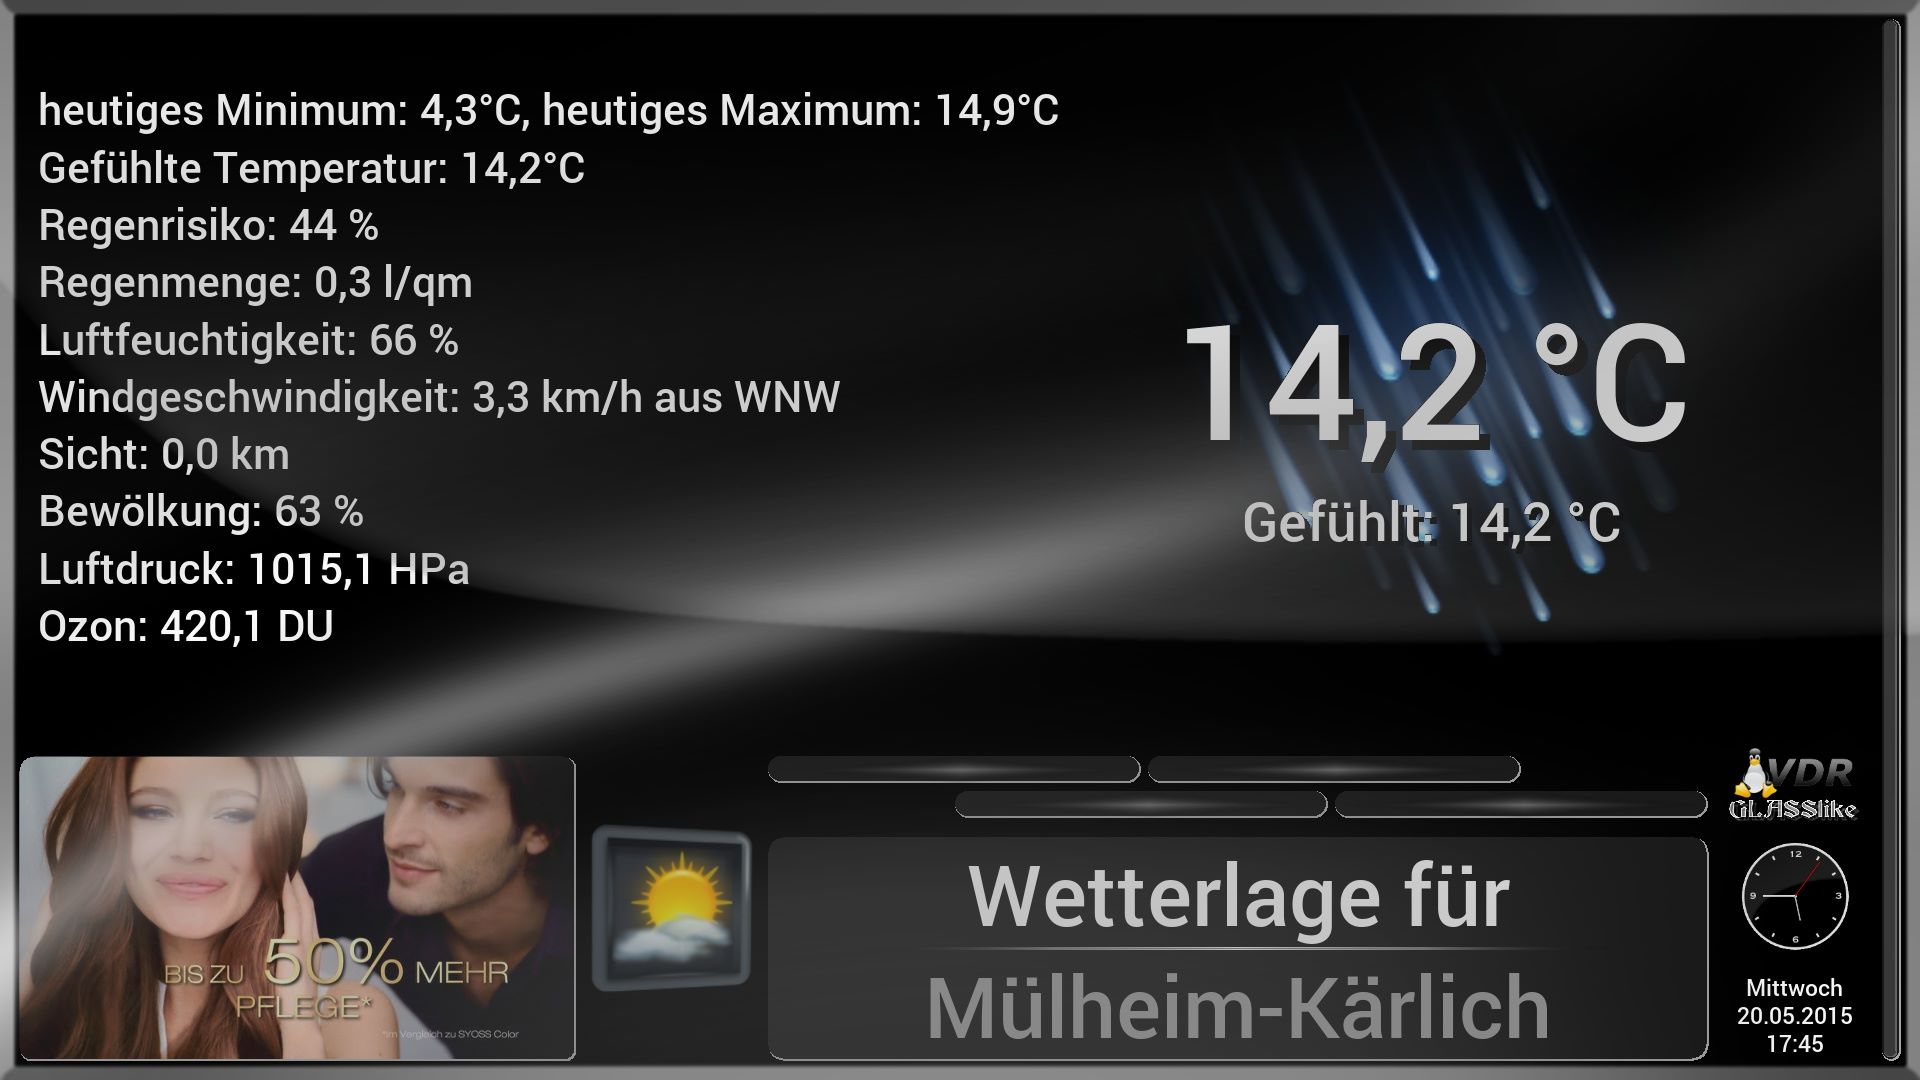 heutiges Minimum: 4,3°C, heutiges Maximum: 14,9°C
Gefühlte Temperatur: 14,2°C
Regenrisiko: 44 %
Regenmenge: 0,3 l/qm
Luftfeuchtigkeit: 66 %
Windgeschwindigkeit: 3,3 km/h aus WNW
Sicht: 0,0 km
Bewölkung: 63 %
Luftdruck: 1015,1 HPa
Ozon: 420,1 DU
14,2 °C
Gefühlt: 14,2 °C
BIS ZU 50% MEHR
PFLEGE*
*im Vergleich zu SYOSS Color
Wetterlage für
Mülheim-Kärlich
VDR
GLASSlike
12
3
6
9
Mittwoch
20.05.2015
17:45